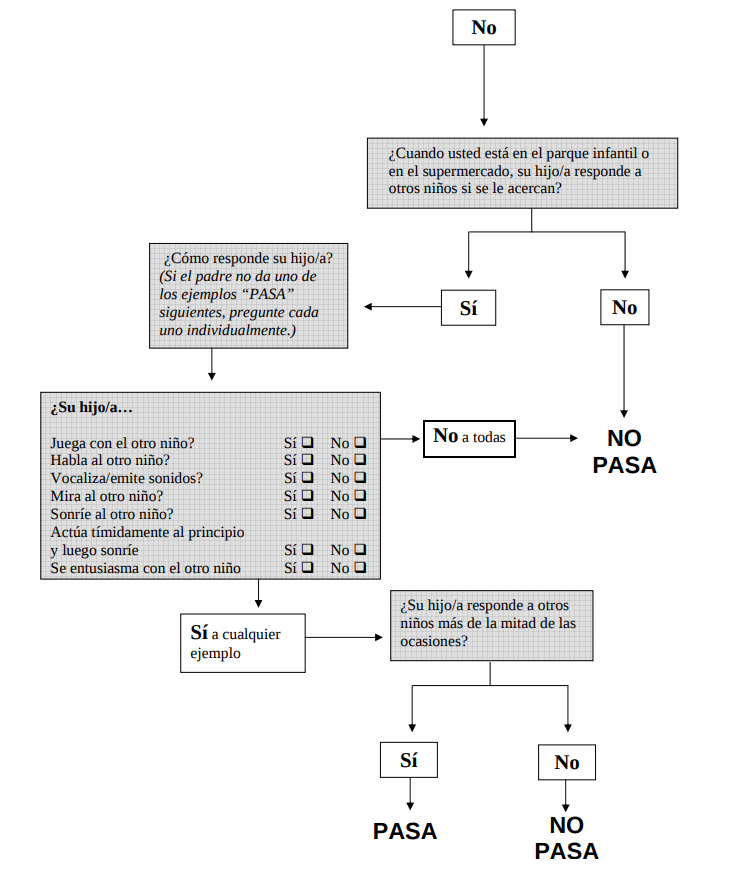 No
¿Cuando usted está en el parque infantil o
en el supermercado, su hijo/a responde a
otros niños si se le acercan?
¿Cómo responde su hijo/a?
(Si el padre no da uno de
los ejemplos “PASA”
siguientes, pregunte cada
uno individualmente.)
Sí
No
¿Su hijo/a…
Juega con el otro niño? Sí ❑ No ❑
Habla al otro niño? Sí ❑ No ❑
Vocaliza/emite sonidos? Sí ❑ No ❑
Mira al otro niño? Sí ❑ No ❑
Sonríe al otro niño? Sí ❑ No ❑
Actúa tímidamente al principio
y luego sonríe Sí ❑ No ❑
Se entusiasma con el otro niño Sí ❑ No ❑
No a todas
NO
PASA
Sí a cualquier
ejemplo
¿Su hijo/a responde a otros
niños más de la mitad de las
ocasiones?
Sí
No
PASA
NO
PASA